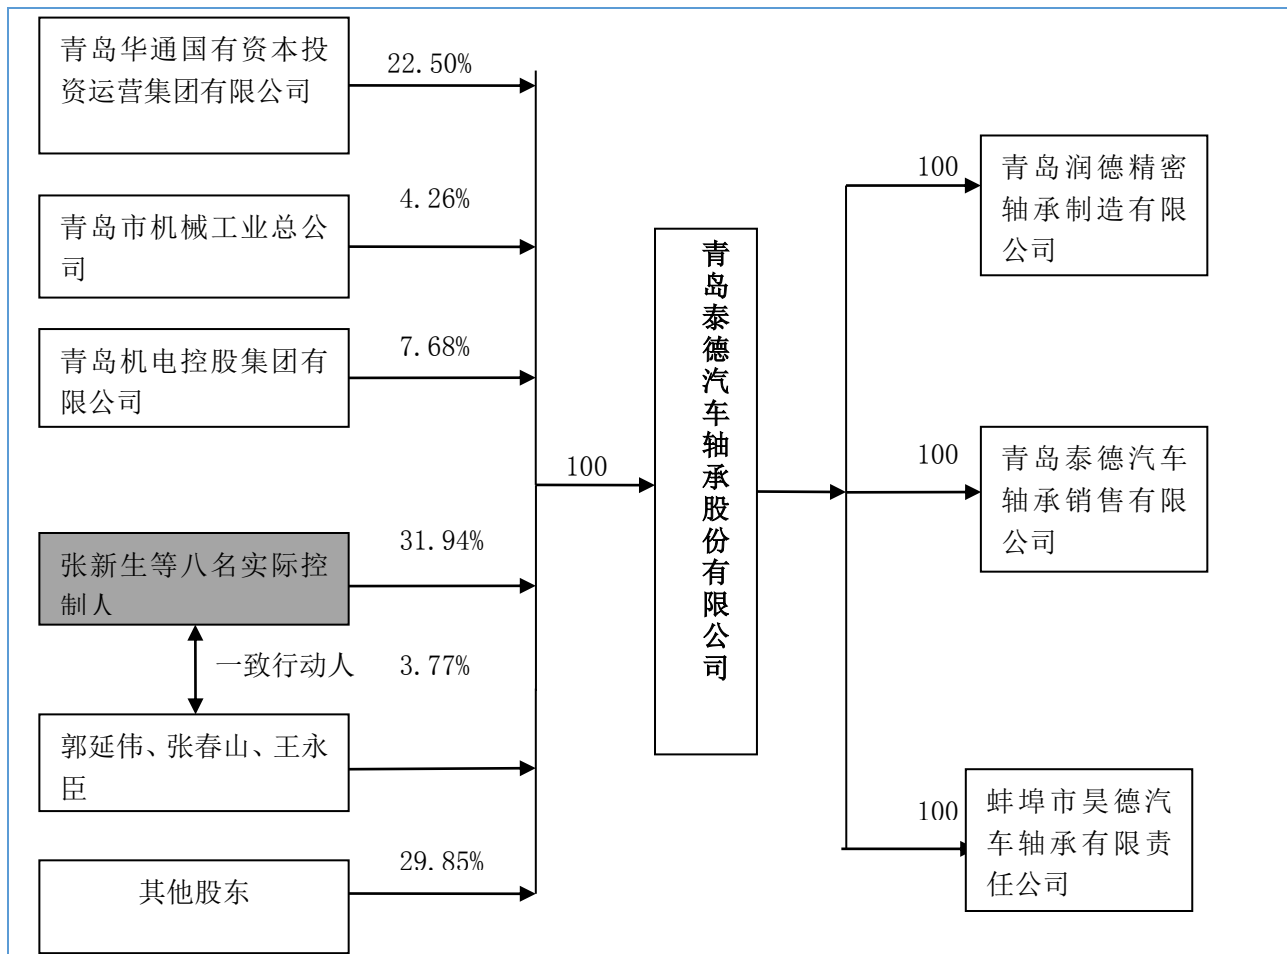 青岛华通国有资本投
资运营集团有限公司
22.50%
青岛市机械工业总公
司
4.26%
青岛机电控股集团有
限公司
7.68%
张新生等八名实际控
制人
31.94%
一致行动人
3.77%
郭延伟、张春山、王永
臣
其他股东
29.85%
100
青岛泰德汽车轴承股份有限公司
100
青岛润德精密
轴承制造有限
公司
100
青岛泰德汽车
轴承销售有限
公司
100
蚌埠市昊德汽
车轴承有限责
任公司